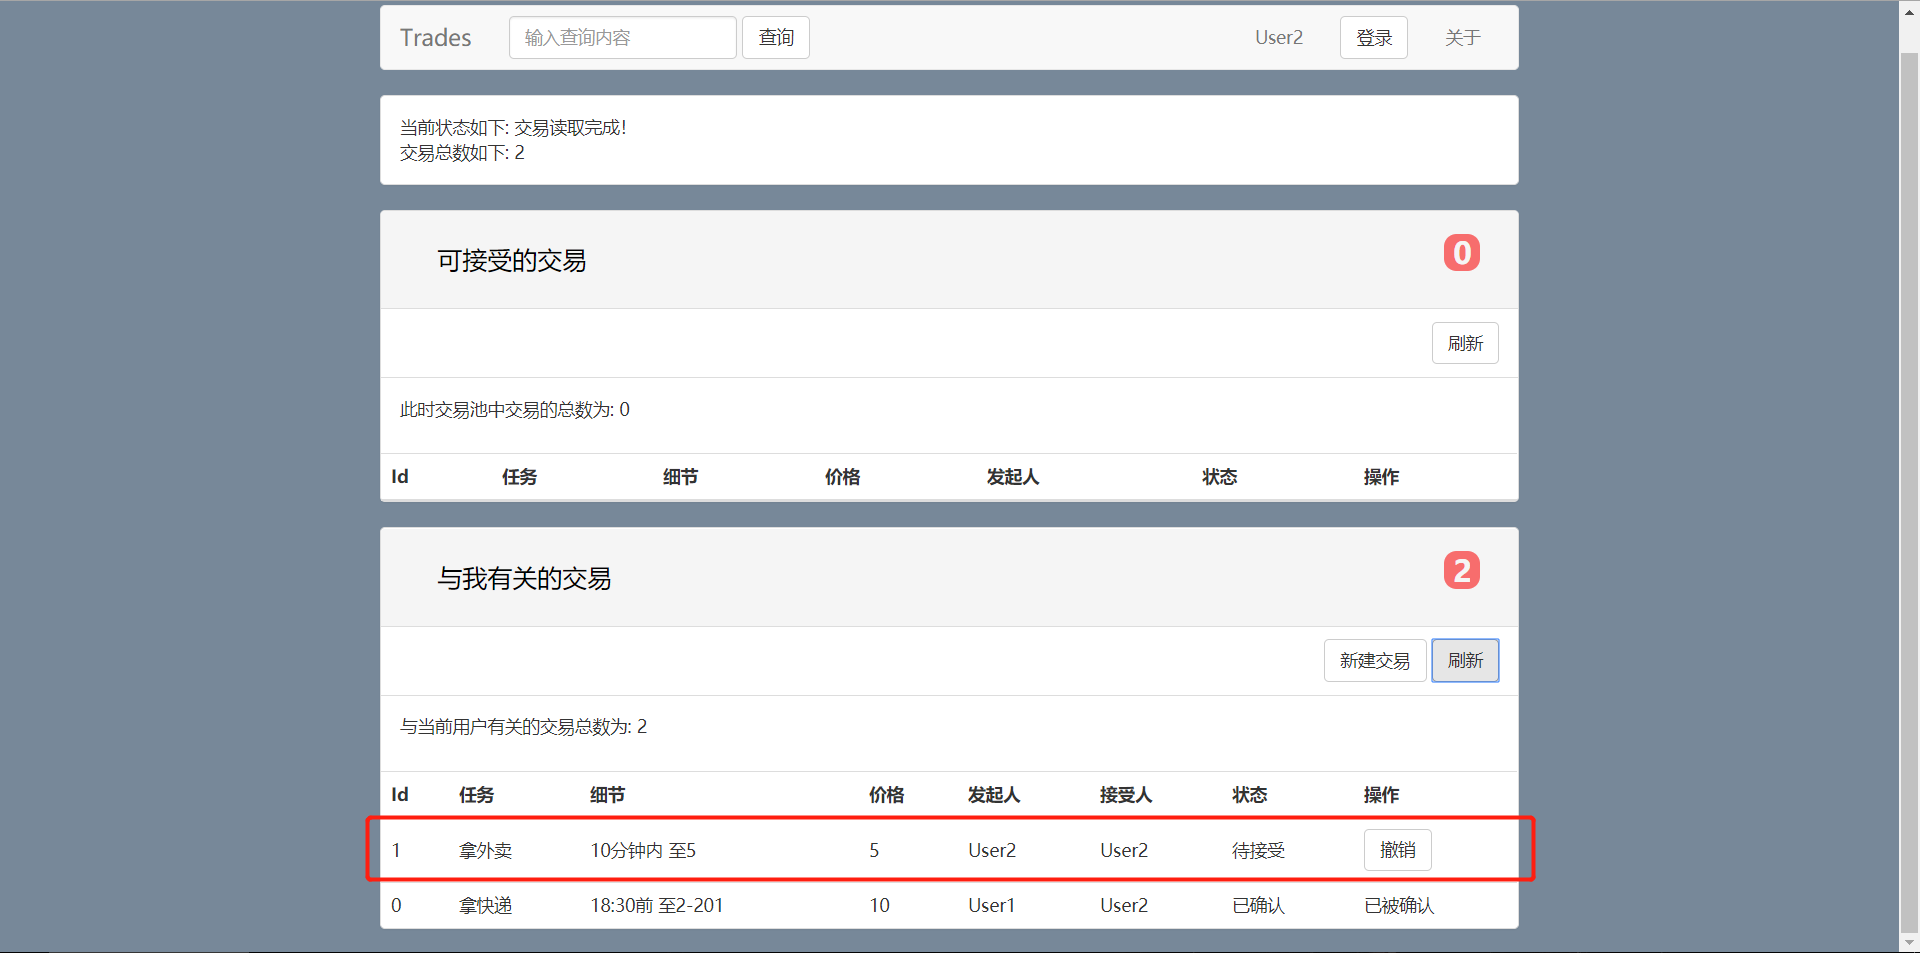 Trades 输入查询内容 查询 User2 登录 关于
当前状态如下: 交易读取完成!
交易总数如下: 2
可接受的交易 0
刷新
此时交易池中交易的总数为: 0
Id 任务 细节 价格 发起人 状态 操作
与我有关的交易 2
新建交易 刷新
与当前用户有关的交易总数为: 2
Id 任务 细节 价格 发起人 接受人 状态 操作
1 拿外卖 10分钟内 至5 5 User2 User2 待接受 撤销
0 拿快递 18:30前 至2-201 10 User1 User2 已确认 已被确认